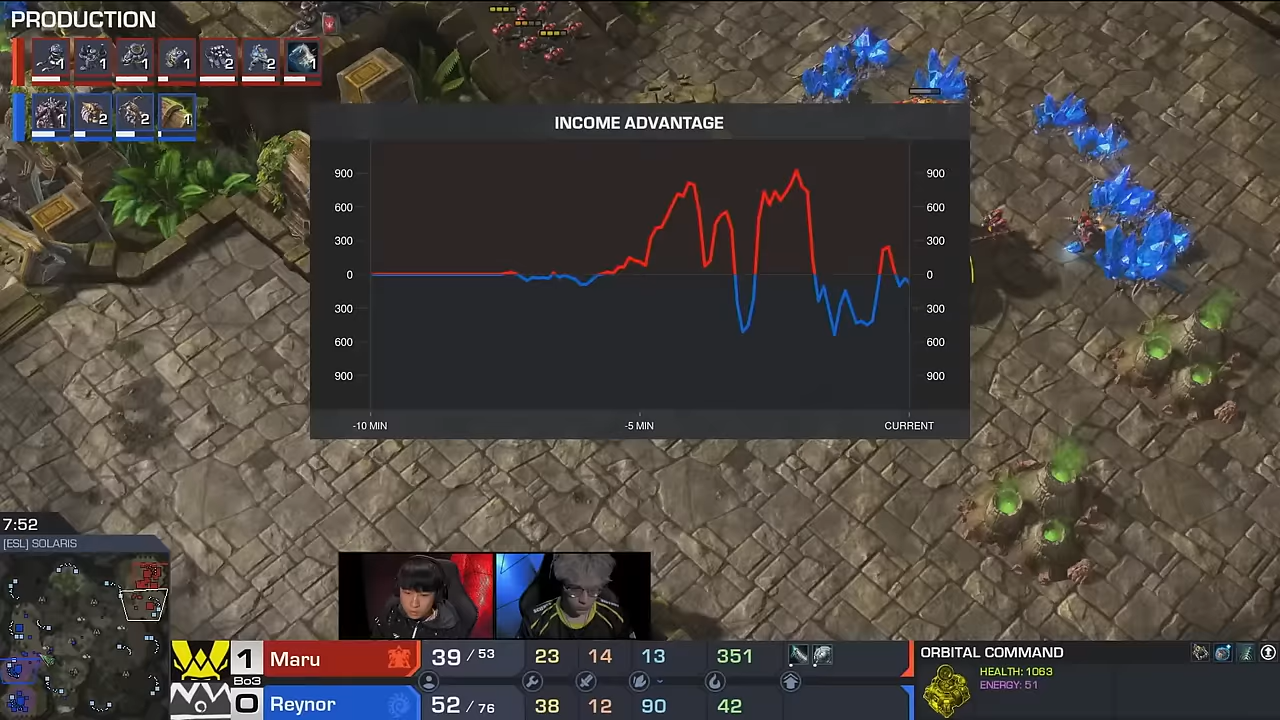 PRODUCTION
1 1 1 1 2 2 1
1 2 2 1
INCOME ADVANTAGE
900 900
600 600
300 300
0 0
300 300
600 600
900 900
-10 MIN -5 MIN CURRENT
7:52
[ESL] SOLARIS
1 Maru 39 / 53 23 14 13 351
Bo3
0 Reynor 52 / 76 38 12 90 42
ORBITAL COMMAND
HEALTH: 1063
ENERGY: 51